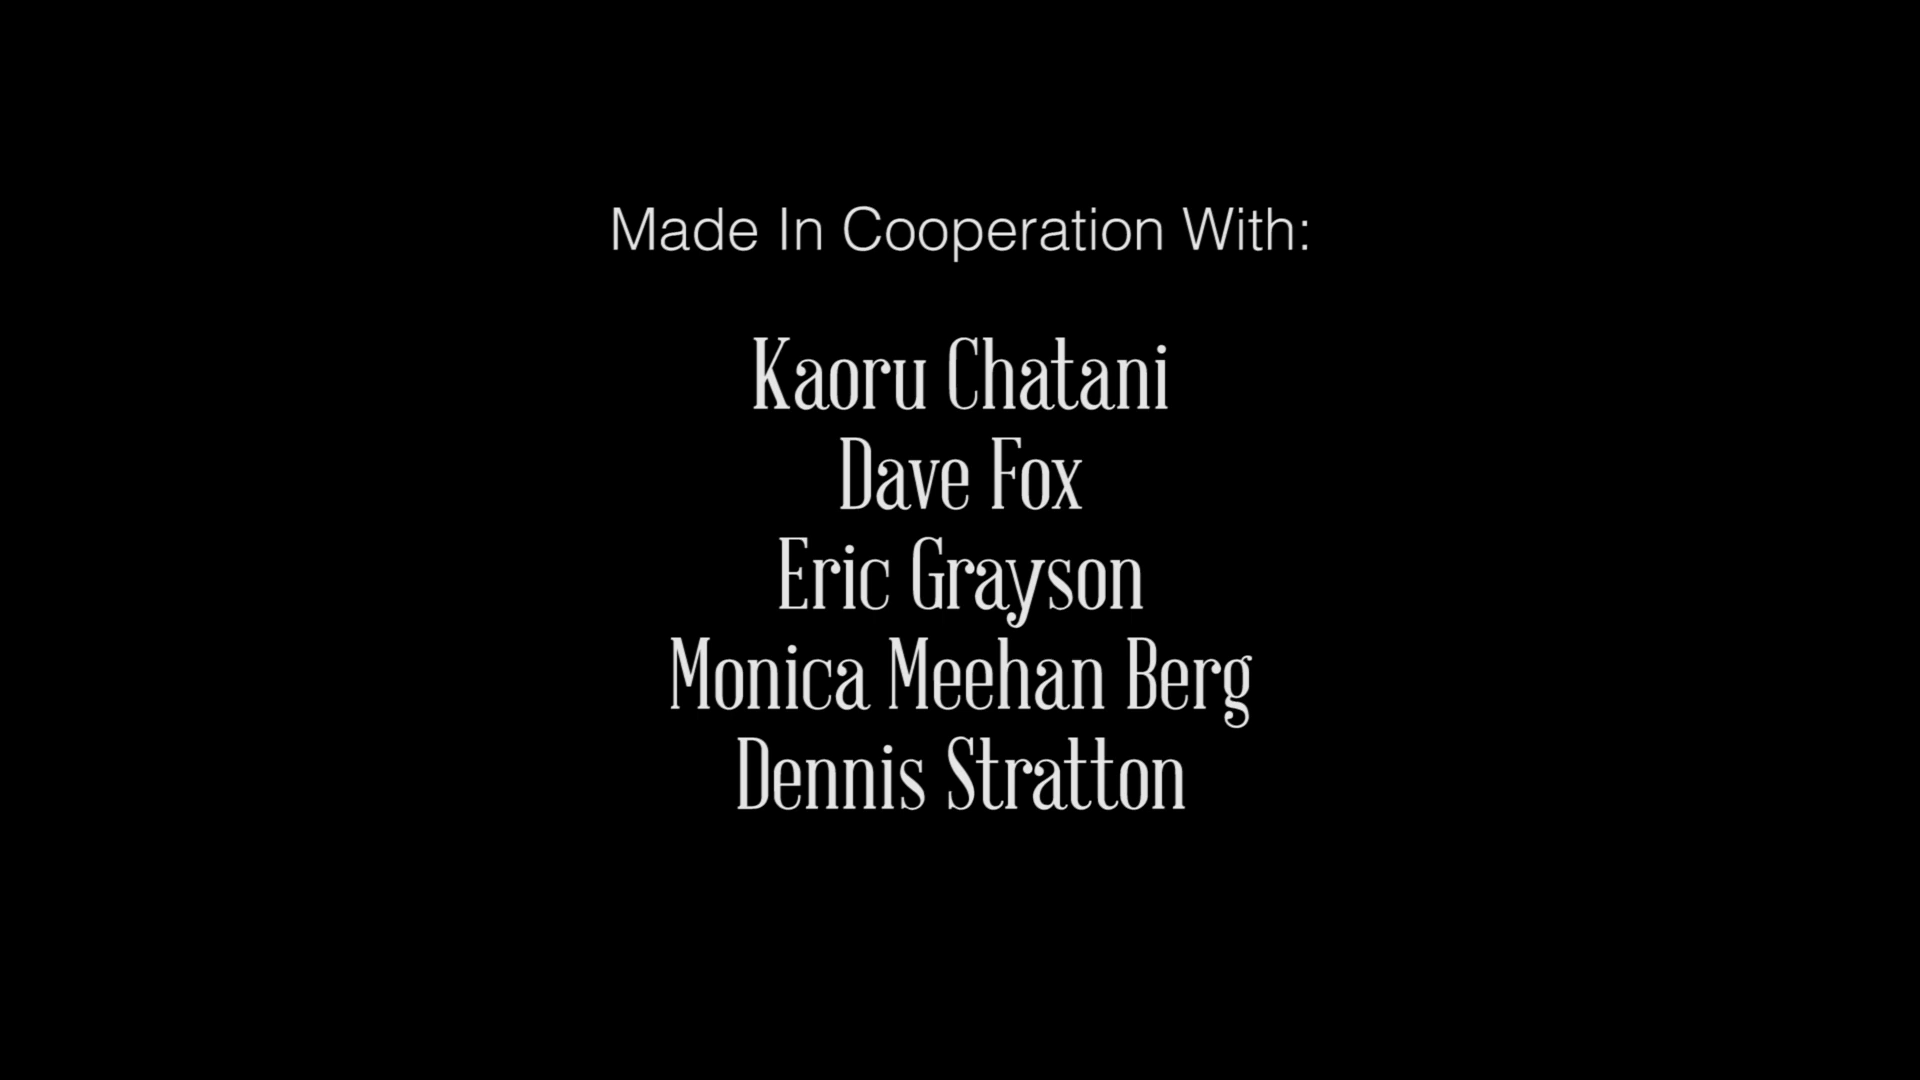 Made In Cooperation With:
Kaoru Chatani
Dave Fox
Eric Grayson
Monica Meehan Berg
Dennis Stratton